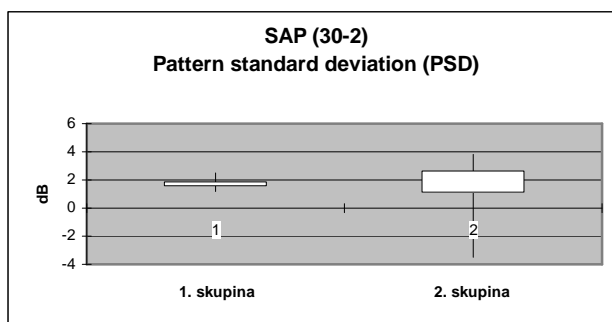 SAP (30-2)
Pattern standard deviation (PSD)
6
4
2
0
-2
-4
dB
1
2
1. skupina
2. skupina